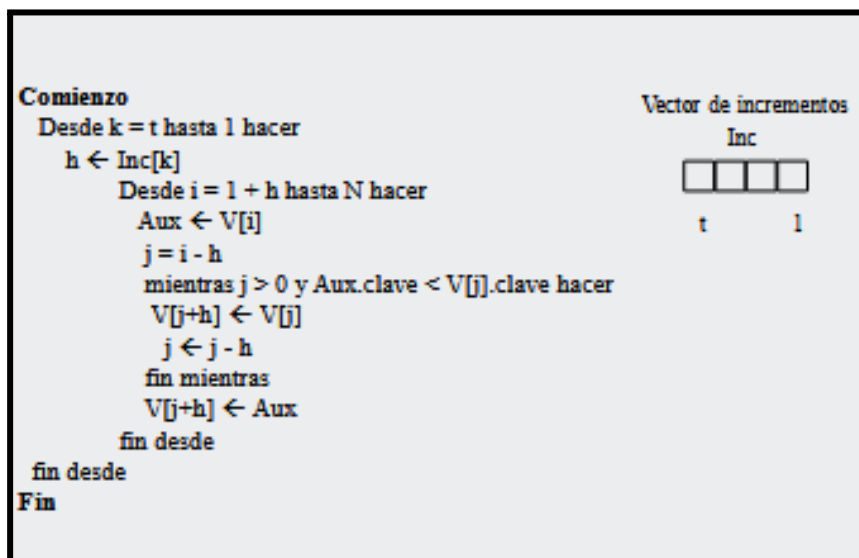 Comienzo
Desde k = t hasta 1 hacer
h ← Inc[k]
Desde i = 1 + h hasta N hacer
Aux ← V[i]
j = i - h
mientras j > 0 y Aux.clave < V[j].clave hacer
V[j+h] ← V[j]
j ← j - h
fin mientras
V[j+h] ← Aux
fin desde
fin desde
Fin
Vector de incrementos
Inc
t 1